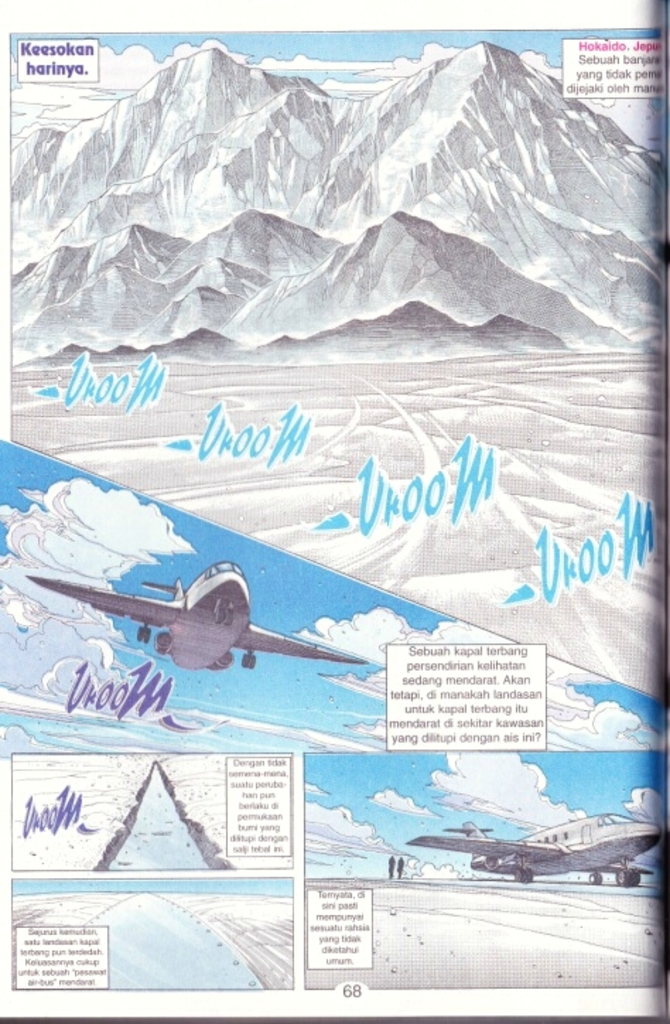 Keesokan
harinya.
Hokaido. Jepu
Sebuah banjara
yang tidak pern
dijejaki oleh manu
VROOM
VROOM
VROOM
VROOM
VROOM
Sebuah kapal terbang
persendirian kelihatan
sedang mendarat. Akan
tetapi, di manakah landasan
untuk kapal terbang itu
mendarat di sekitar kawasan
yang dilitupi dengan ais ini?
VROOM
Dengan tidak
semena-mena,
suatu peruba-
han pun
berlaku di
permukaan
bumi yang
dilitupi dengan
salji tebal ini.
Sejurus kemudian,
satu landasan kapal
terbang pun terdedah.
Keluasannya cukup
untuk sebuah "pesawat
air-bus" mendarat.
Ternyata, di
sini pasti
mempunyai
sesuatu rahsia
yang tidak
diketahui
umum.
68